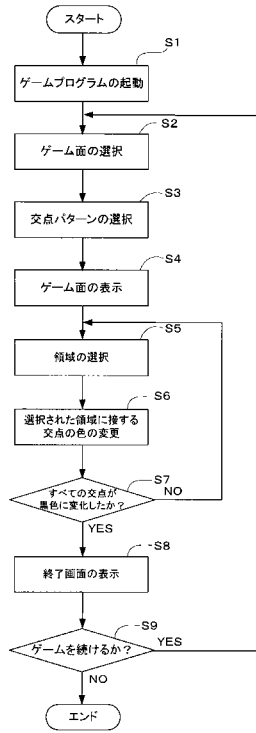 スタート
S1
ゲームプログラムの起動
S2
ゲーム面の選択
S3
交点パターンの選択
S4
ゲーム面の表示
S5
領域の選択
S6
選択された領域に接する
交点の色の変更
S7
すべての交点が
黒色に変化したか？
NO
YES
S8
終了画面の表示
S9
ゲームを続けるか？
YES
NO
エンド